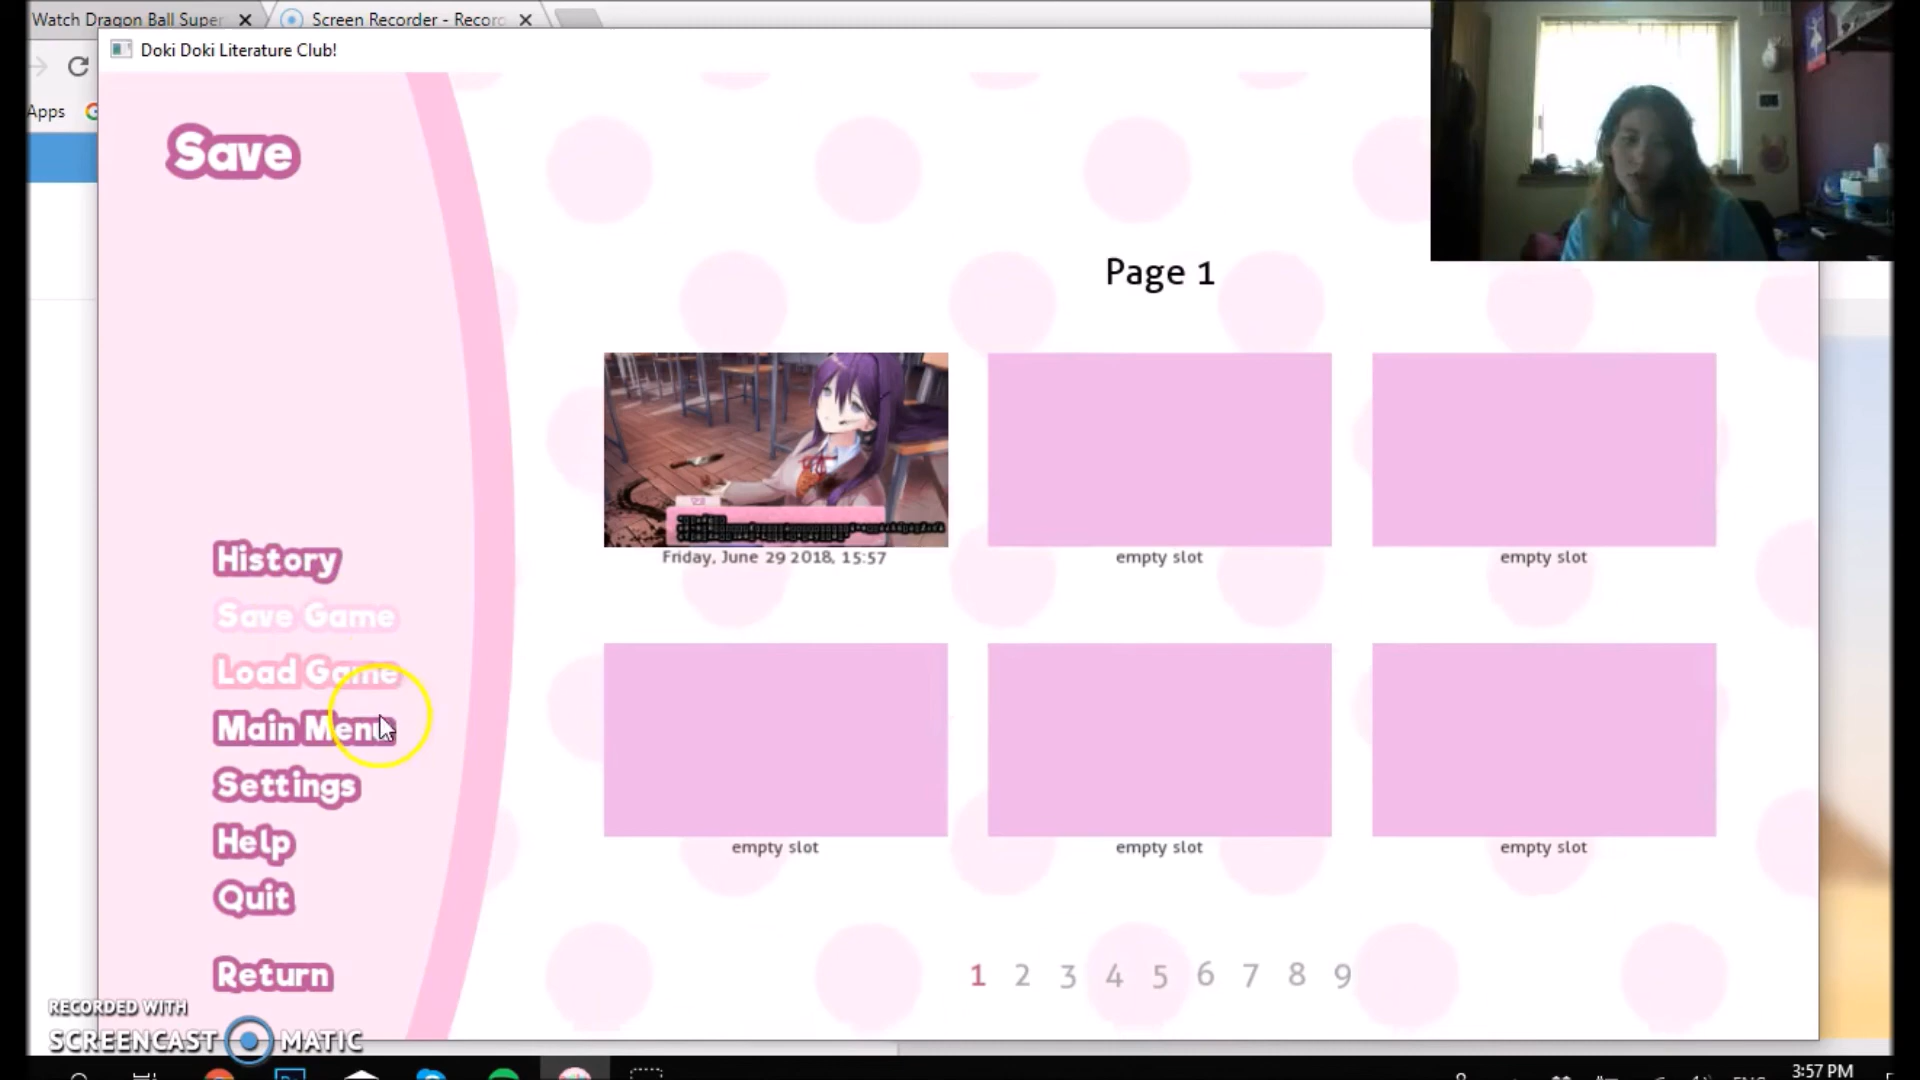 Watch Dragon Ball Super
Screen Recorder - Recor
Doki Doki Literature Club!
Apps
Save
Page 1
Friday, June 29 2018, 15:57
empty slot
empty slot
History
Save Game
Load Game
Main Menu
Settings
Help
Quit
Return
empty slot
empty slot
empty slot
1 2 3 4 5 6 7 8 9
RECORDED WITH
SCREENCAST MATIC
3:57 PM